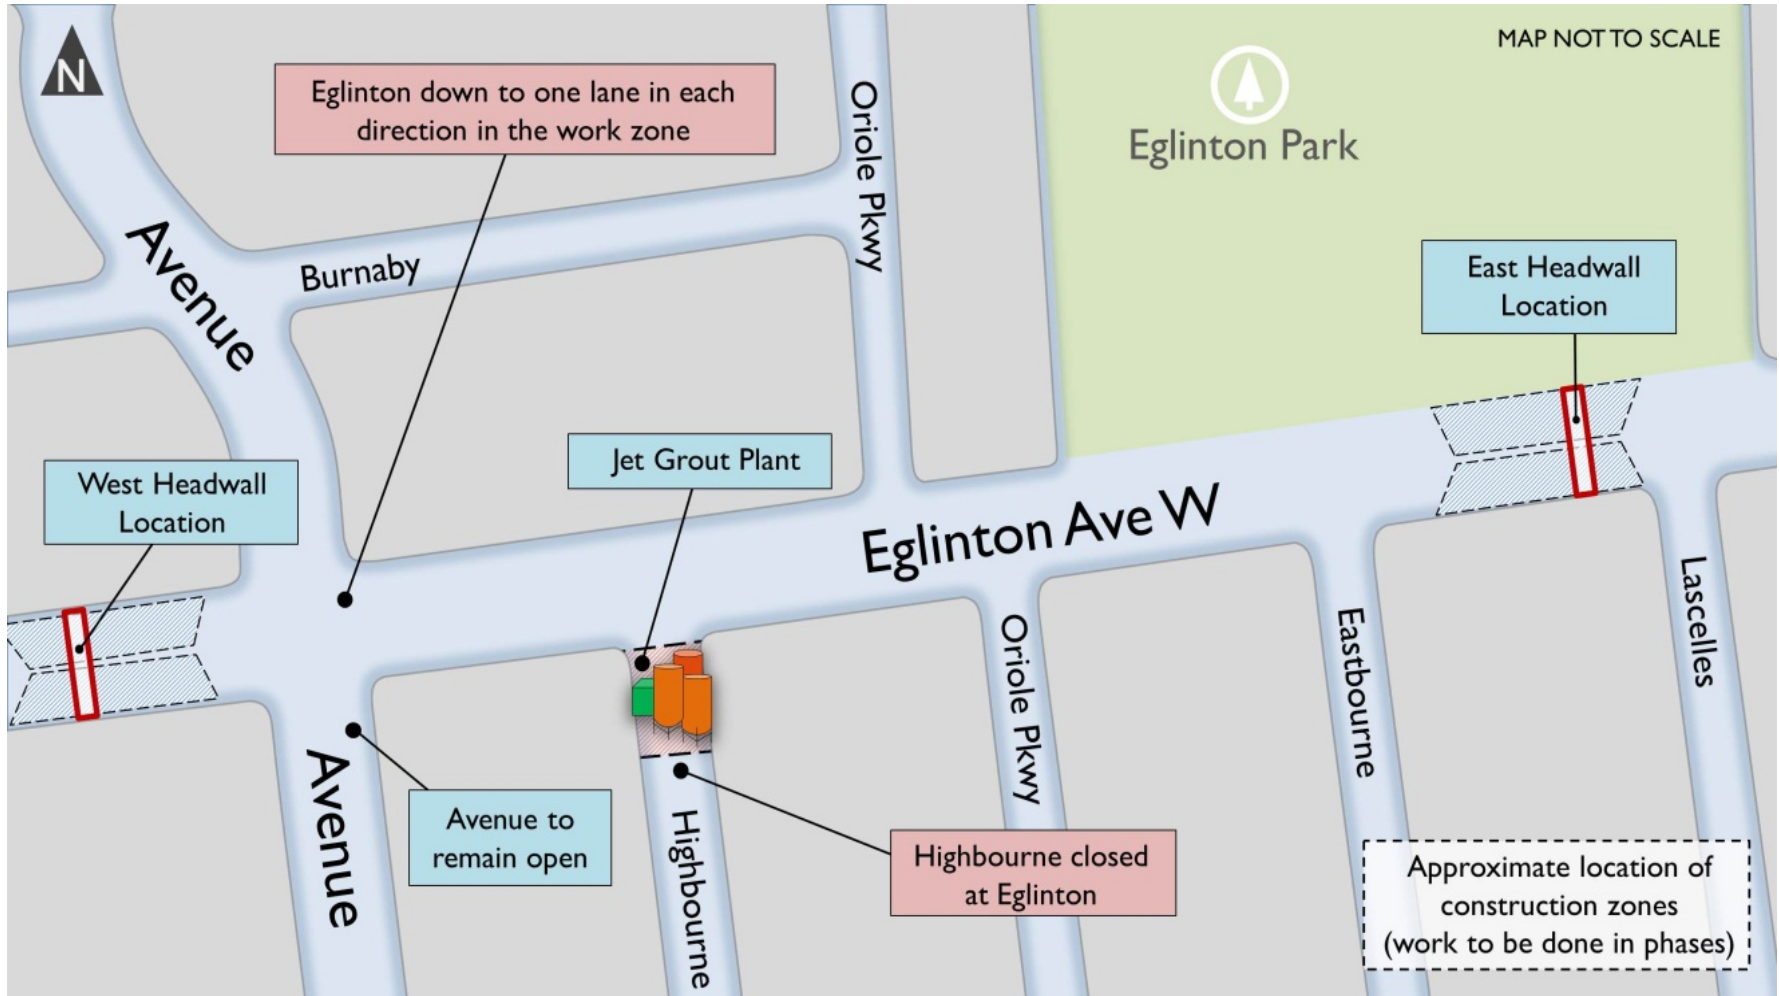 N
MAP NOT TO SCALE
Eglinton down to one lane in each
direction in the work zone
Oriole Pkwy
Eglinton Park
Avenue
Burnaby
East Headwall
Location
Jet Grout Plant
West Headwall
Location
Eglinton Ave W
Lascelles
Eastbourne
Oriole Pkwy
Avenue
Avenue to
remain open
Highbourne
Highbourne closed
at Eglinton
Approximate location of
construction zones
(work to be done in phases)